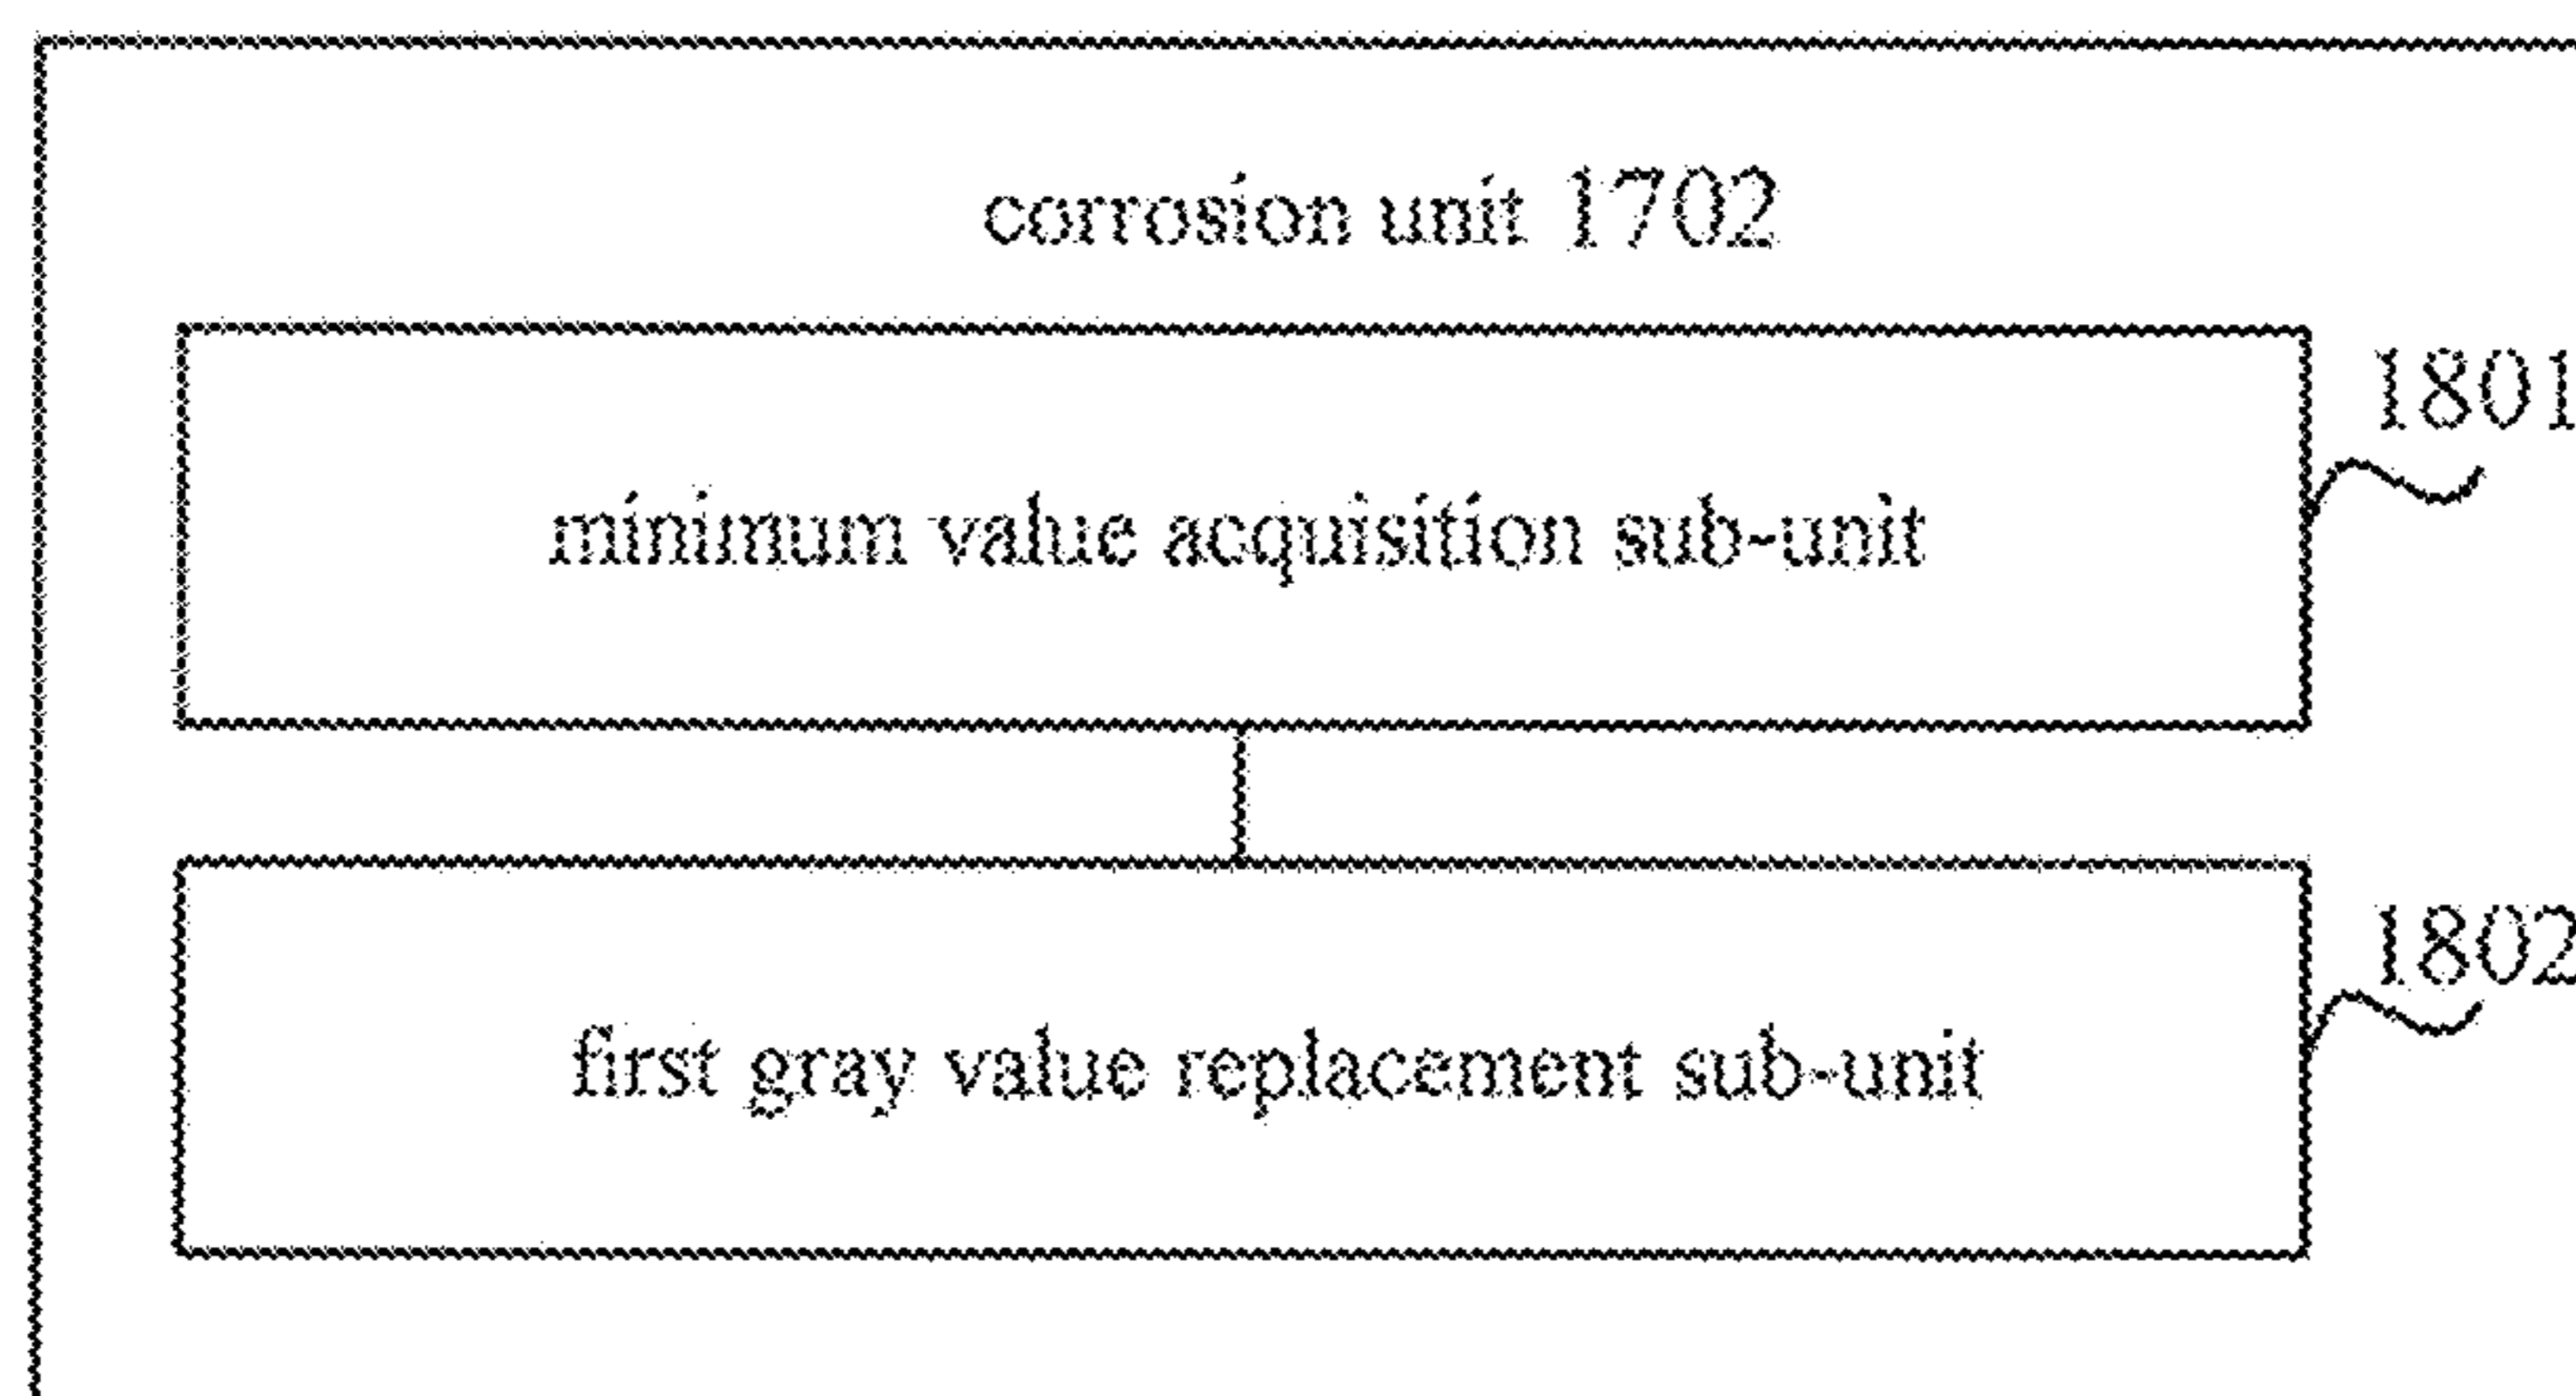 corrosion unit 1702
1801
minimum value acquisition sub-unit
1802
first gray value replacement sub-unit